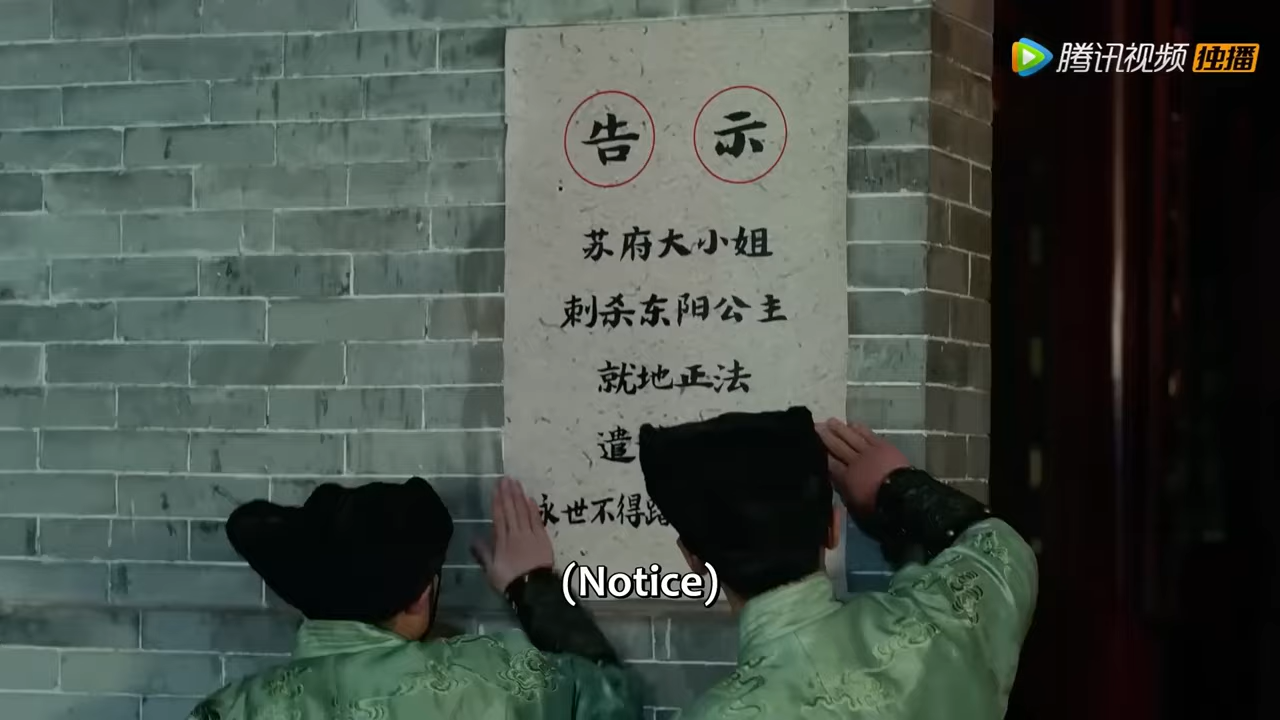 腾讯视频 独播
告示
苏府大小姐
刺杀东阳公主
就地正法
遣
永世不得踏
(Notice)